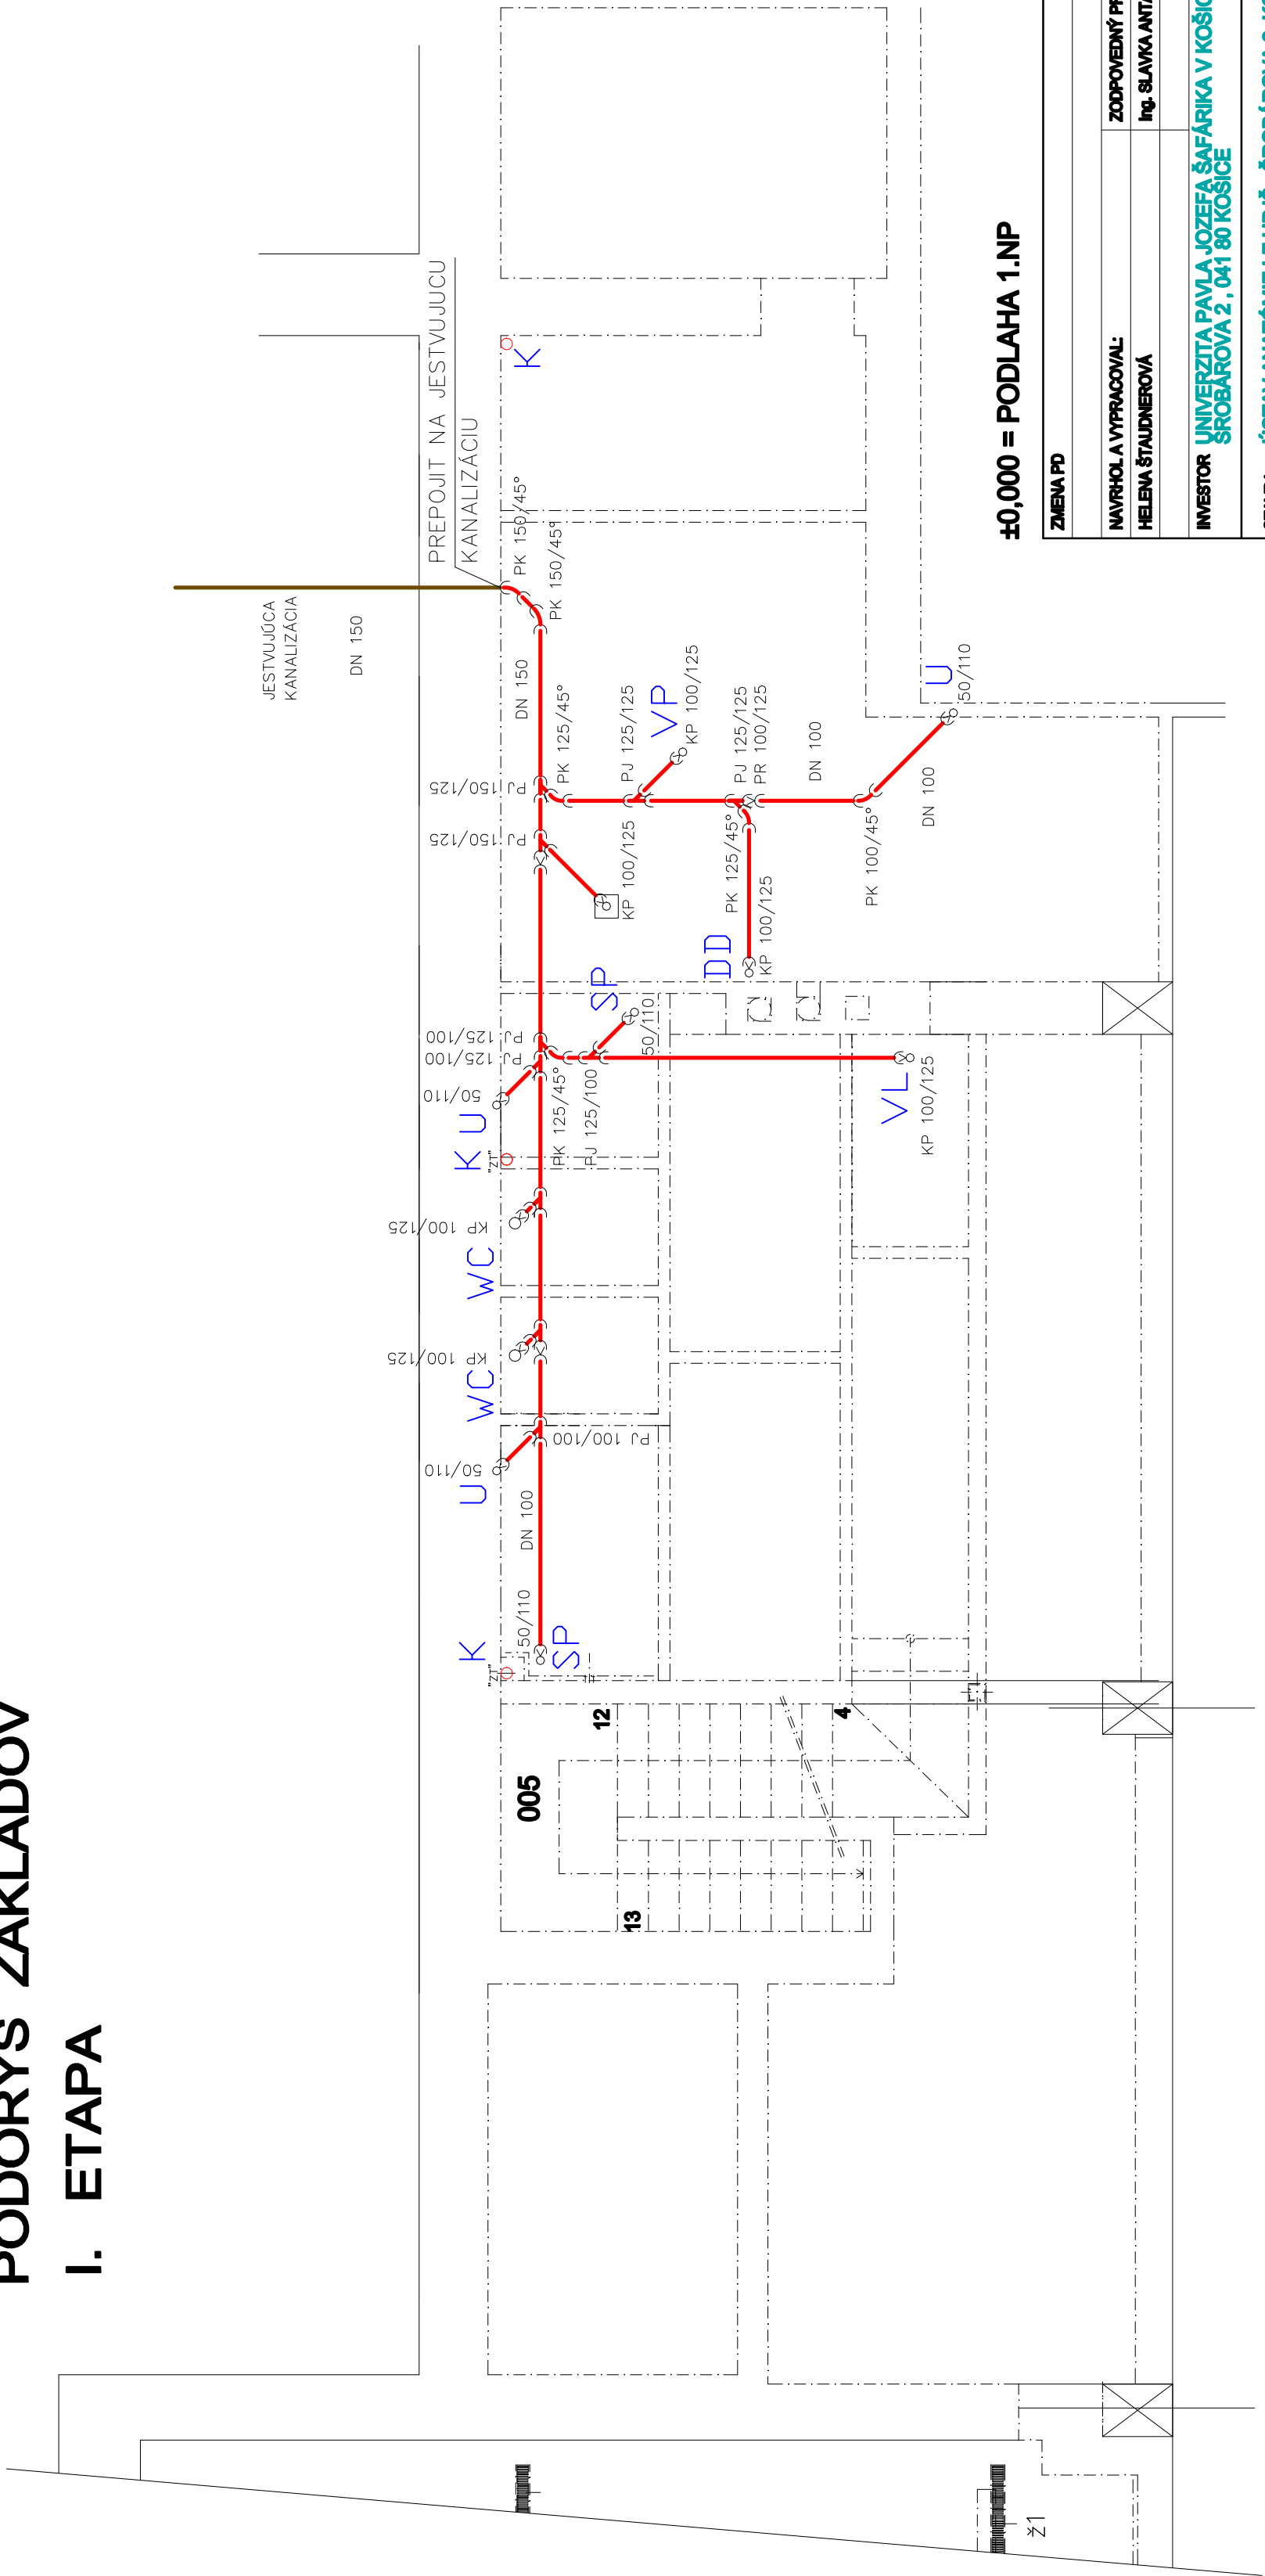 PODORYS ZÁKLADOV
I. ETAPA
JESTVUJÚCA
KANALIZÁCIA
DN 150
PREPOJIŤ NA JESTVUJÚCU
KANALIZÁCIU
PK 150/45°
PK 150/45°
K
DN 150
PJ 150/125
PJ 150/125
PK 125/45°
PJ 125/125
VP
KP 100/125
KP 100/125
PJ 125/125
PR 100/125
DN 100
PK 125/45°
DD
KP 100/125
PK 100/45°
DN 100
U
50/110
SP
50/110
PJ 125/100
PJ 125/100
50/110
PK 125/45°
PJ 125/100
VL
KP 100/125
K U
"ZT"
KP 100/125
WC
KP 100/125
WC
PJ 100/100
50/110
U
DN 100
50/110
K
"ZT"
SP
12
4
005
13
Ž1
±0,000 = PODLAHA 1.NP
ZMENA PD
NAVRHOL A VYPRACOVAL:
HELENA ŠTAUDNEROVÁ
ZODPOVEDNÝ
Ing. SLAVKA
INVESTOR
UNIVERZITA PAVLA JOZEFA ŠAFÁRIKA V
ŠROBÁROVA 2 , 041 80 KOŠICE